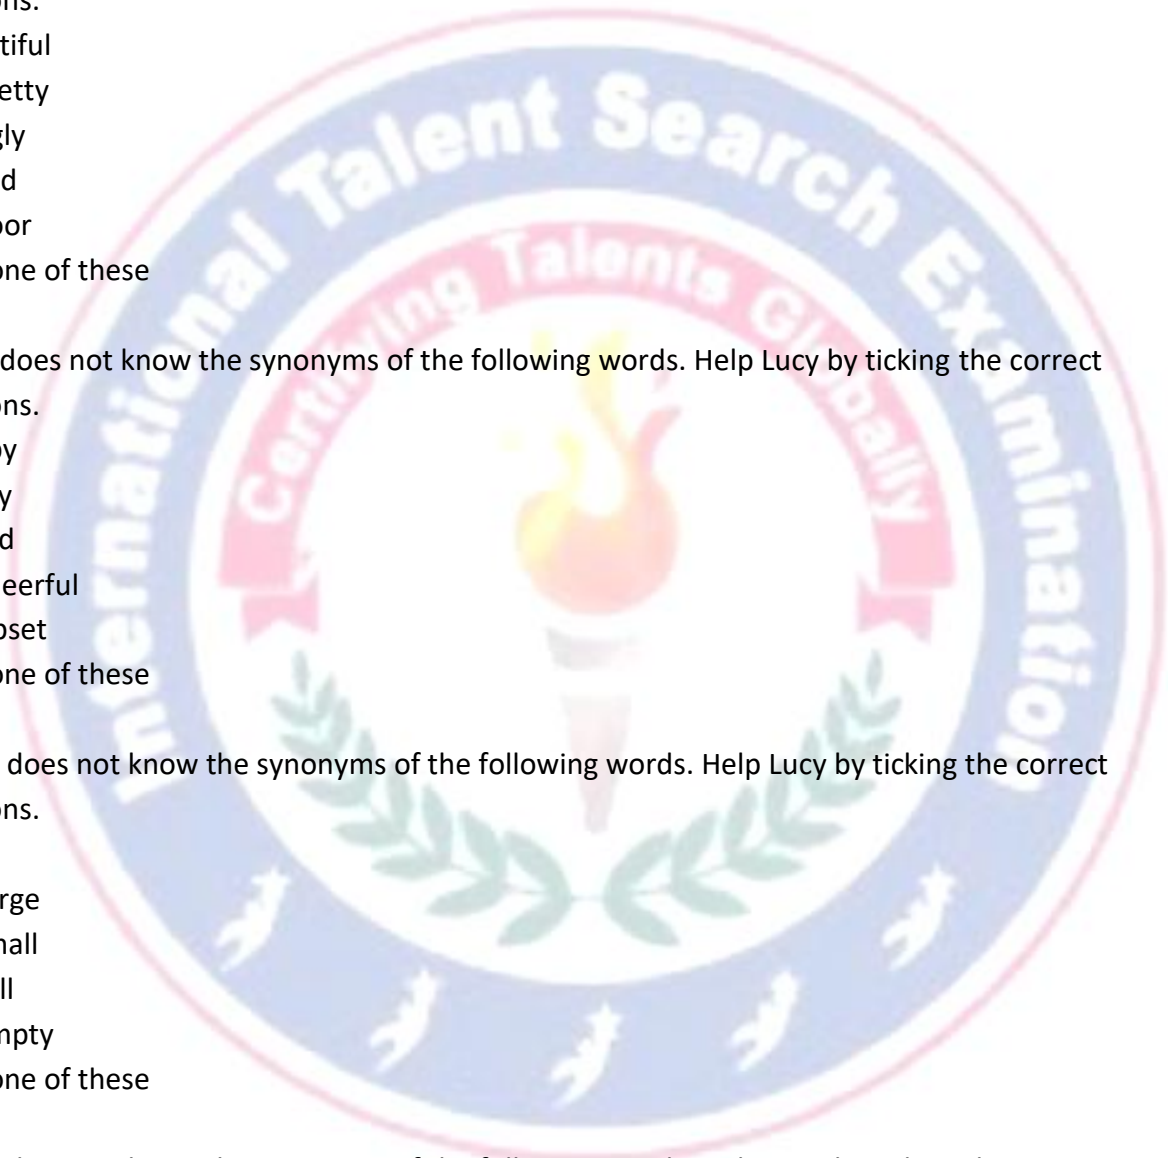 ons.
tiful
etty
gly
d
oor
one of these
does not know the synonyms of the following words. Help Lucy by ticking the correct
ons.
py
y
d
eerful
pset
one of these
does not know the synonyms of the following words. Help Lucy by ticking the correct
ons.
rge
nall
ll
mpty
one of these
International Talent Search Examination
Certifying Talents Globally